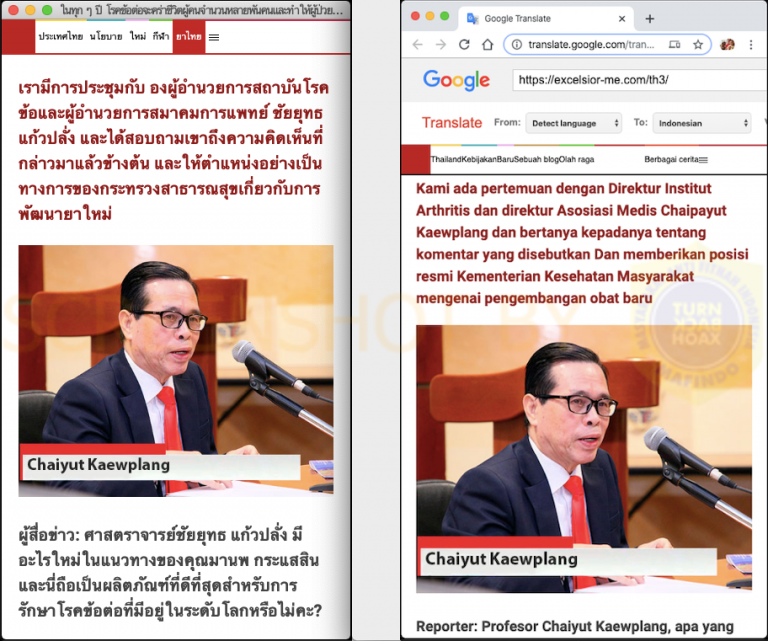 ในทุก ๆ ปี โรคข้อต่อจะคร่าชีวิตผู้คนจำนวนหลายพันคนและทำให้ผู้ป่วย...
ประเทศไทย นโยบาย ใหม่ กีฬา ยาไทย
เรามีการประชุมกับ องผู้อำนวยการสถาบันโรค
ข้อและผู้อำนวยการสมาคมการแพทย์ ชัยยุทธ
แก้วปลั่ง และได้สอบถามเขาถึงความคิดเห็นที่
กล่าวมาแล้วข้างต้น และให้ตำแหน่งอย่างเป็น
ทางการของกระทรวงสาธารณสุขเกี่ยวกับการ
พัฒนายาใหม่
Chaiyut Kaewplang
ผู้สื่อข่าว: ศาสตราจารย์ชัยยุทธ แก้วปลั่ง มี
อะไรใหม่ในแนวทางของคุณมานพ กระแสสิน
และนี่ถือเป็นผลิตภัณฑ์ที่ดีที่สุดสำหรับการ
รักษาโรคข้อต่อที่มีอยู่ในระดับโลกหรือไม่คะ?
Google Translate
translate.google.com/tran...
Google
https://excelsior-me.com/th3/
Translate From: Detect language To: Indonesian
ThailandKebijakanBaruSebuah blogOlah raga Berbagai cerita
Kami ada pertemuan dengan Direktur Institut
Arthritis dan direktur Asosiasi Medis Chaipayut
Kaewplang dan bertanya kepadanya tentang
komentar yang disebutkan Dan memberikan posisi
resmi Kementerian Kesehatan Masyarakat
mengenai pengembangan obat baru
Chaiyut Kaewplang
Reporter: Profesor Chaiyut Kaewplang, apa yang
SCREENSHOT BY
TURN
BACK
HOAX
MAFINDO